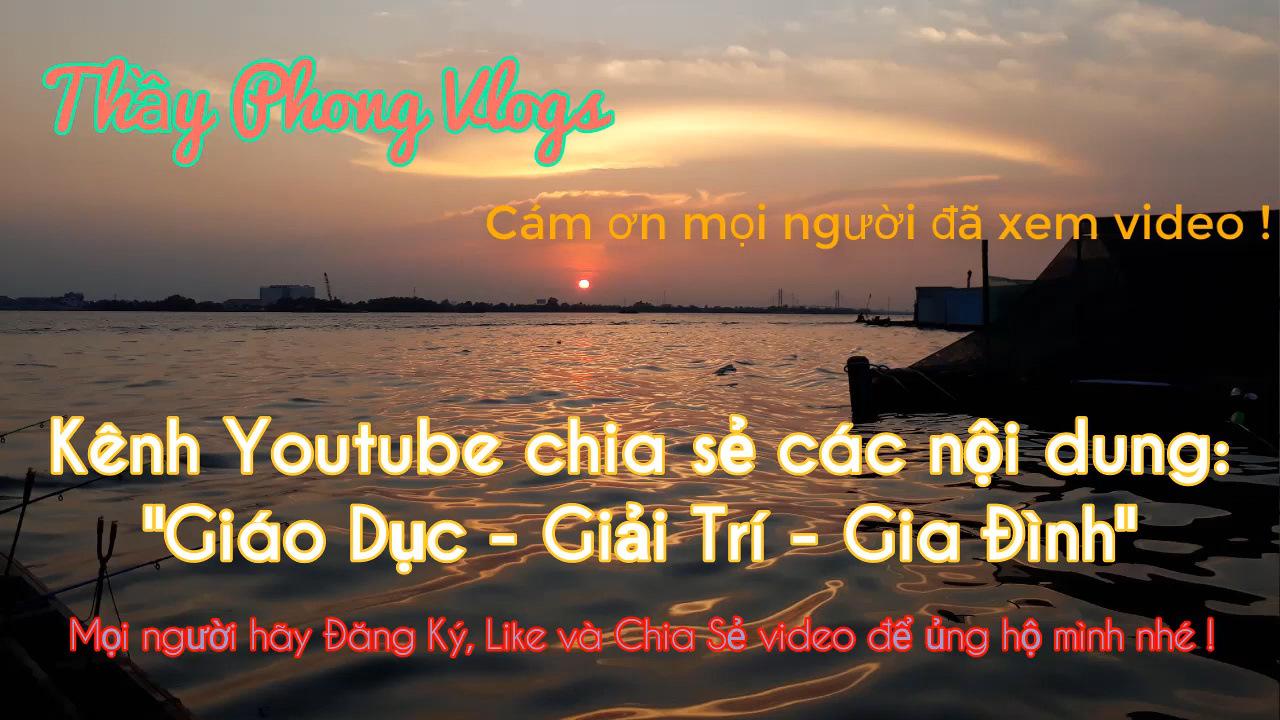 Thầy Phong Vlogs
Cám ơn mọi người đã xem video !
Kênh Youtube chia sẻ các nội dung:
"Giáo Dục - Giải Trí - Gia Đình"
Mọi người hãy Đăng Ký, Like và Chia Sẻ video để ủng hộ mình nhé !